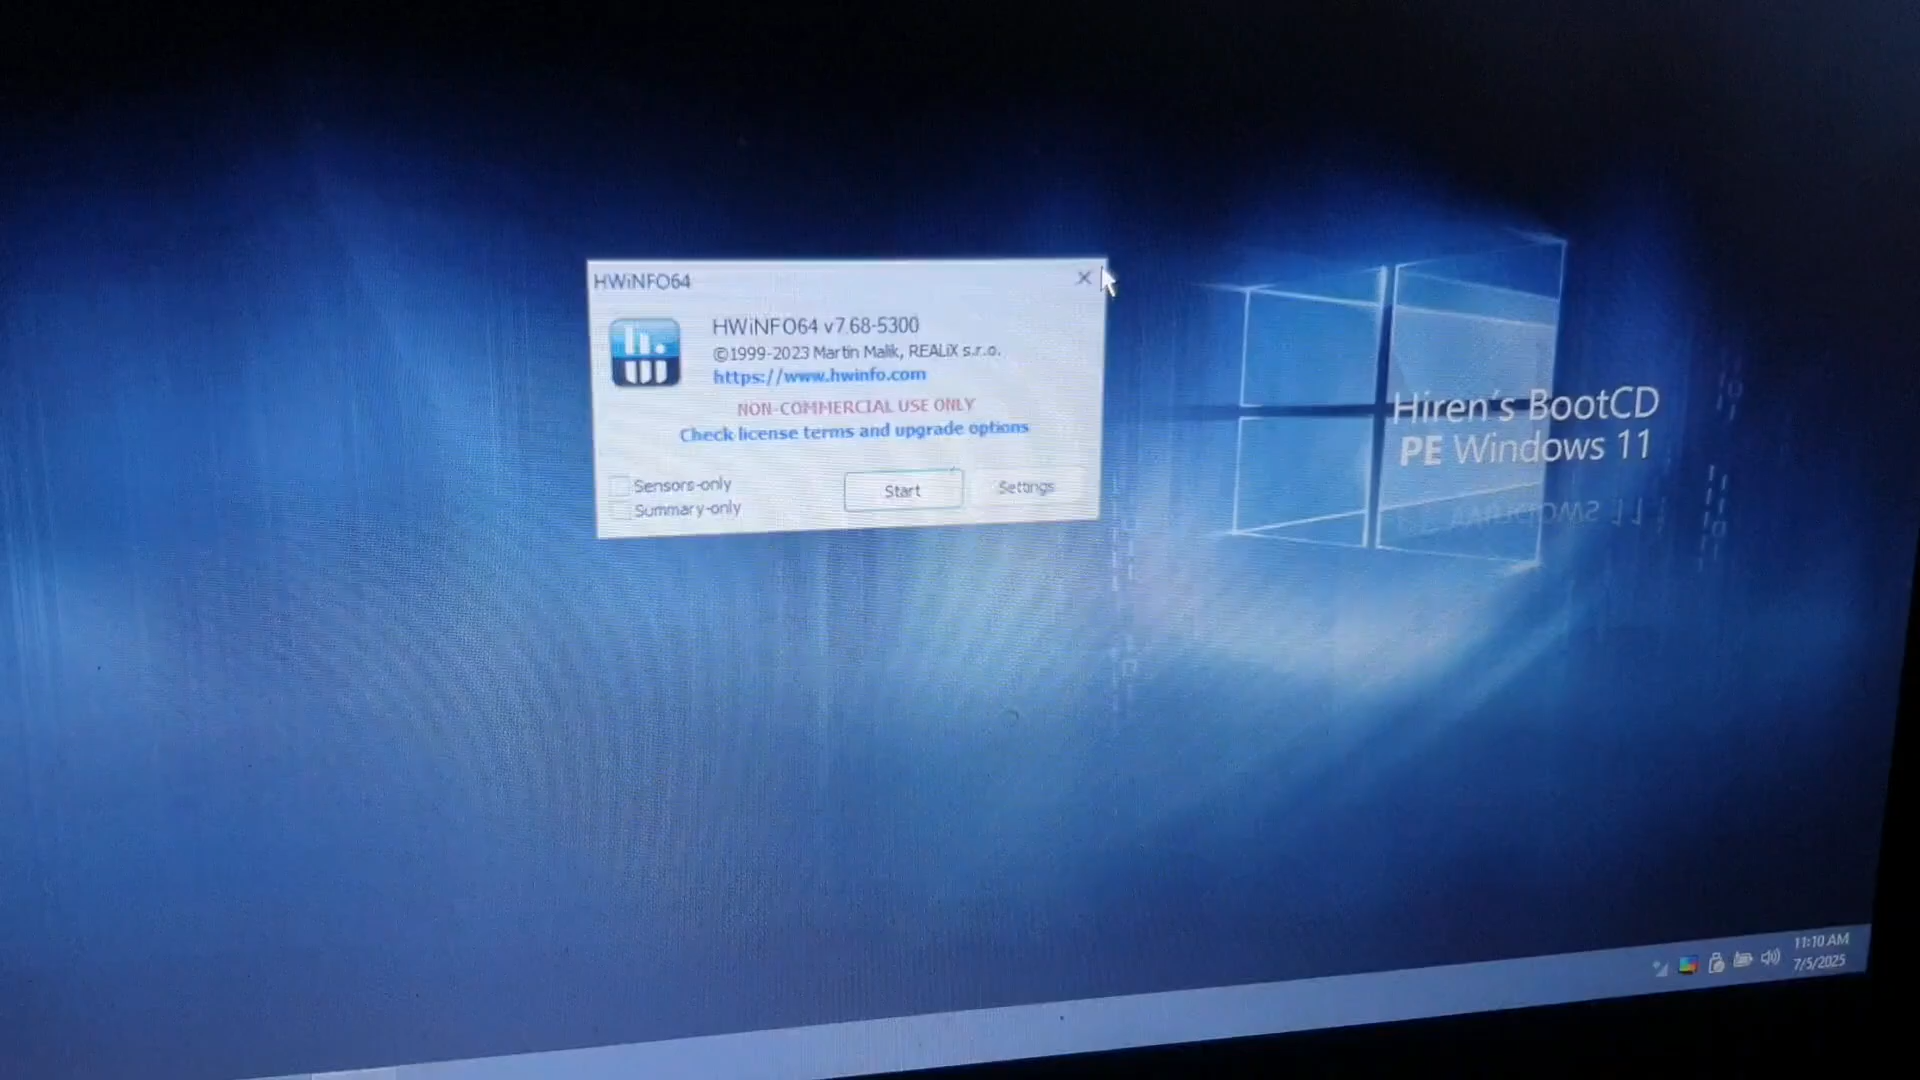 HWiNFO64
HWiNFO64 v7.68-5300
©1999-2023 Martin Malik, REALiX s.r.o.
https://www.hwinfo.com
NON-COMMERCIAL USE ONLY
Check license terms and upgrade options
Sensors-only
Summary-only
Start
Settings
Hiren's BootCD
PE Windows 11
11:10 AM
7/5/2025